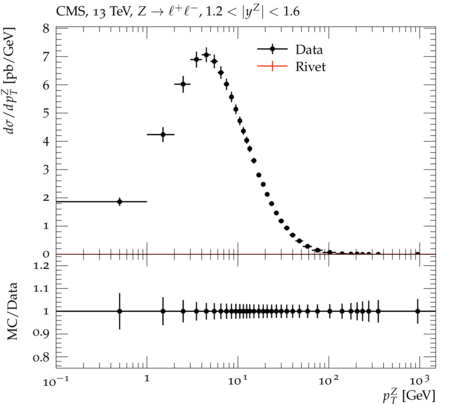 CMS, 13 TeV, Z → ℓ⁺ℓ⁻, 1.2 < |y^Z| < 1.6
dσ/dp_T^Z [pb/GeV]
8
7
6
5
4
3
2
1
0
Data
Rivet
MC/Data
1.2
1.1
1
0.9
0.8
10⁻¹ 1 10¹ 10² 10³
p_T^Z [GeV]